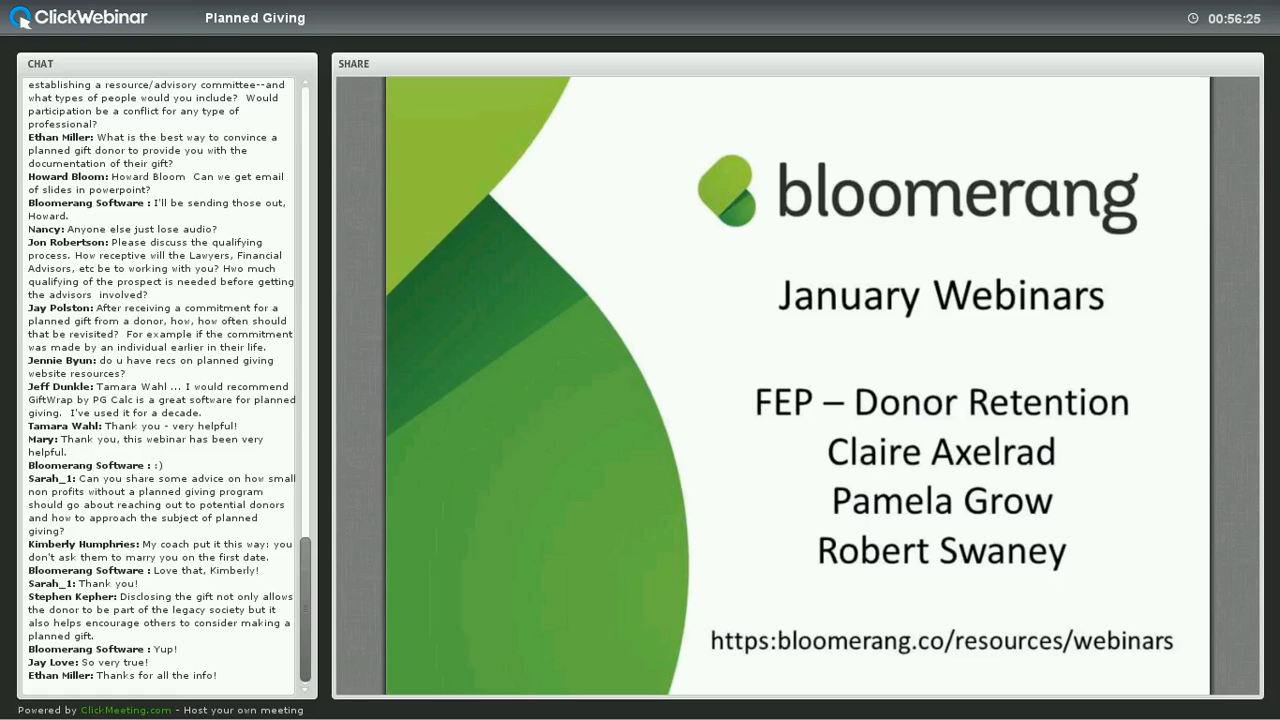 ClickWebinar
Planned Giving
00:56:25
CHAT
establishing a resource/advisory committee--and
what types of people would you include?  Would
participation be a conflict for any type of
professional?
Ethan Miller: What is the best way to convince a
planned gift donor to provide you with the
documentation of their gift?
Howard Bloom: Howard Bloom  Can we get email
of slides in powerpoint?
Bloomerang Software : I'll be sending those out,
Howard.
Nancy: Anyone else just lose audio?
Jon Robertson: Please discuss the qualifying
process. How receptive will the Lawyers, Financial
Advisors, etc be to working with you? Hwo much
qualifying of the prospect is needed before getting
the advisors  involved?
Jay Polston: After receiving a commitment for a
planned gift from a donor, how, how often should
that be revisited?  For example if the commitment
was made by an individual earlier in their life.
Jennie Byun: do u have recs on planned giving
website resources?
Jeff Dunkle: Tamara Wahl ... I would recommend
GiftWrap by PG Calc is a great software for planned
giving.  I've used it for a decade.
Tamara Wahl: Thank you - very helpful!
Mary: Thank you, this webinar has been very
helpful.
Bloomerang Software : :)
Sarah_1: Can you share some advice on how small
non profits without a planned giving program
should go about reaching out to potential donors
and how to approach the subject of planned
giving?
Kimberly Humphries: My coach put it this way: you
don't ask them to marry you on the first date.
Bloomerang Software : Love that, Kimberly!
Sarah_1: Thank you!
Stephen Kepher: Disclosing the gift not only allows
the donor to be part of the legacy society but it
also helps encourage others to consider making a
planned gift.
Bloomerang Software : Yup!
Jay Love: So very true!
Ethan Miller: Thanks for all the info!
SHARE
bloomerang
January Webinars
FEP – Donor Retention
Claire Axelrad
Pamela Grow
Robert Swaney
https:bloomerang.co/resources/webinars
Powered by ClickMeeting.com - Host your own meeting